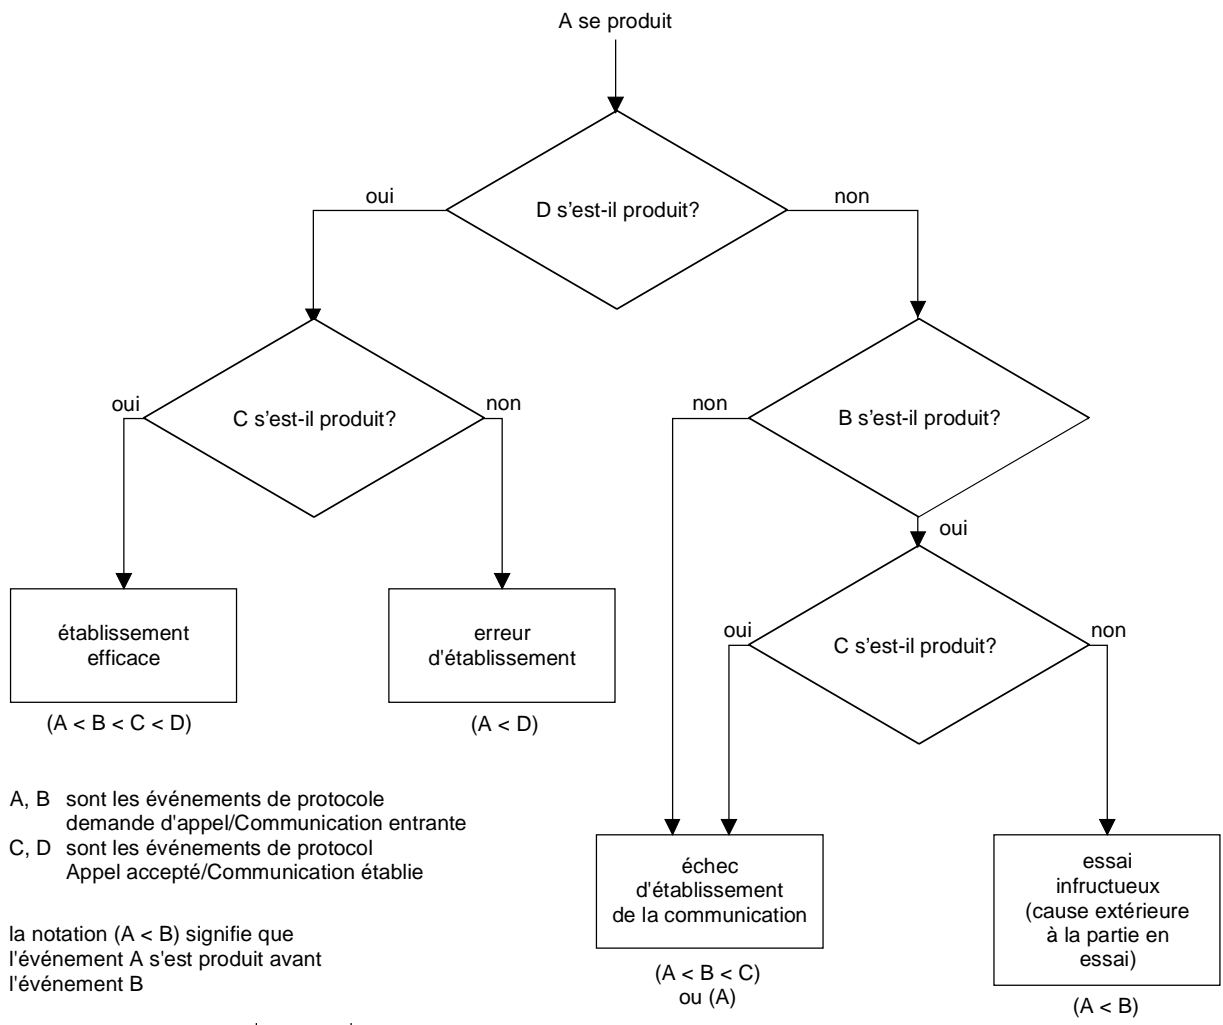 A se produit
D s'est-il produit?
oui
non
C s'est-il produit?
oui
non
B s'est-il produit?
non
oui
C s'est-il produit?
oui
non
établissement
efficace
(A < B < C < D)
erreur
d'établissement
(A < D)
échec
d'établissement
de la communication
(A < B < C)
ou (A)
essai
infructueux
(cause extérieure
à la partie en
essai)
(A < B)
A, B sont les événements de protocole
demande d'appel/Communication entrante
C, D sont les événements de protocol
Appel accepté/Communication établie
la notation (A < B) signifie que
l'événement A s'est produit avant
l'événement B